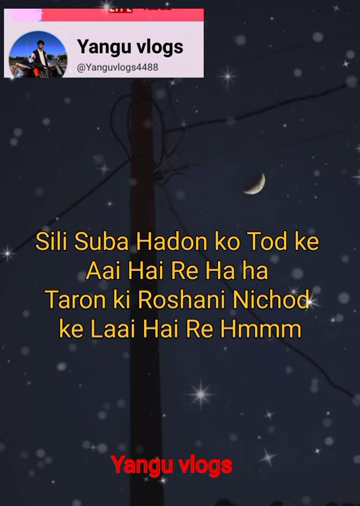 Yangu vlogs
@Yanguvlogs4488
Sili Suba Hadon ko Tod ke
Aai Hai Re Ha ha
Taron ki Roshani Nichod
ke Laai Hai Re Hmmm
Yangu vlogs